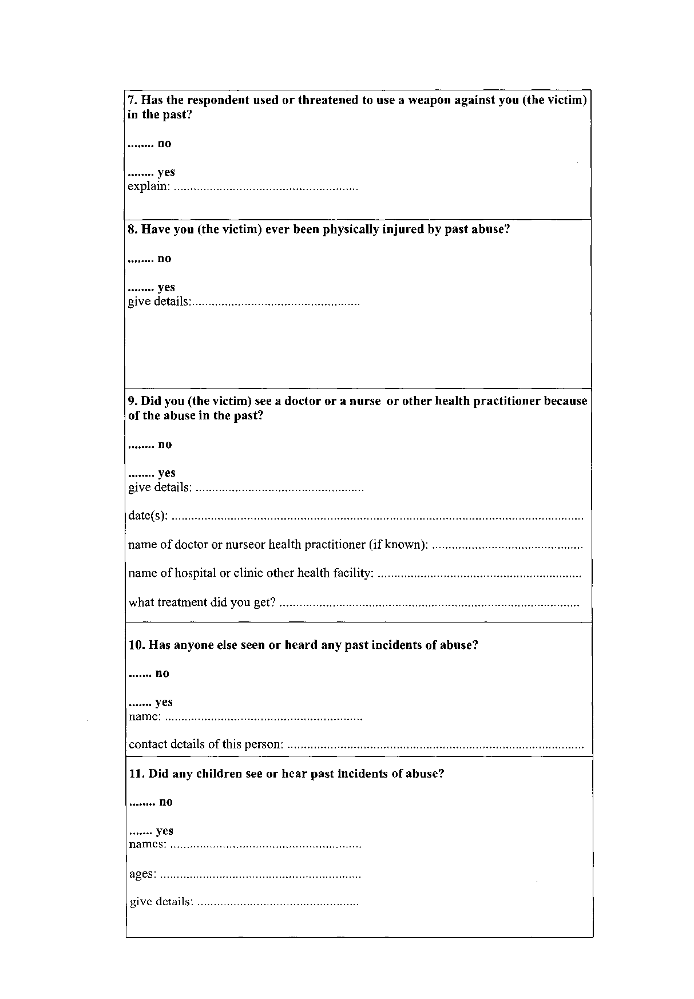 7. Has the respondent used or threatened to use a weapon against you (the victim)
in the past?
........ no
........ yes
explain: ........................................................
8. Have you (the victim) ever been physically injured by past abuse?
........ no
........ yes
give details:...................................................
9. Did you (the victim) see a doctor or a nurse or other health practitioner because
of the abuse in the past?
........ no
........ yes
give details: ...................................................
date(s): .............................................................................................................................
name of doctor or nurseor health practitioner (if known): ..............................................
name of hospital or clinic other health facility: ..............................................................
what treatment did you get? ...........................................................................................
10. Has anyone else seen or heard any past incidents of abuse?
....... no
....... yes
name: ............................................................
contact details of this person: ..........................................................................................
11. Did any children see or hear past incidents of abuse?
........ no
....... yes
names: ..........................................................
ages: .............................................................
give details: .................................................